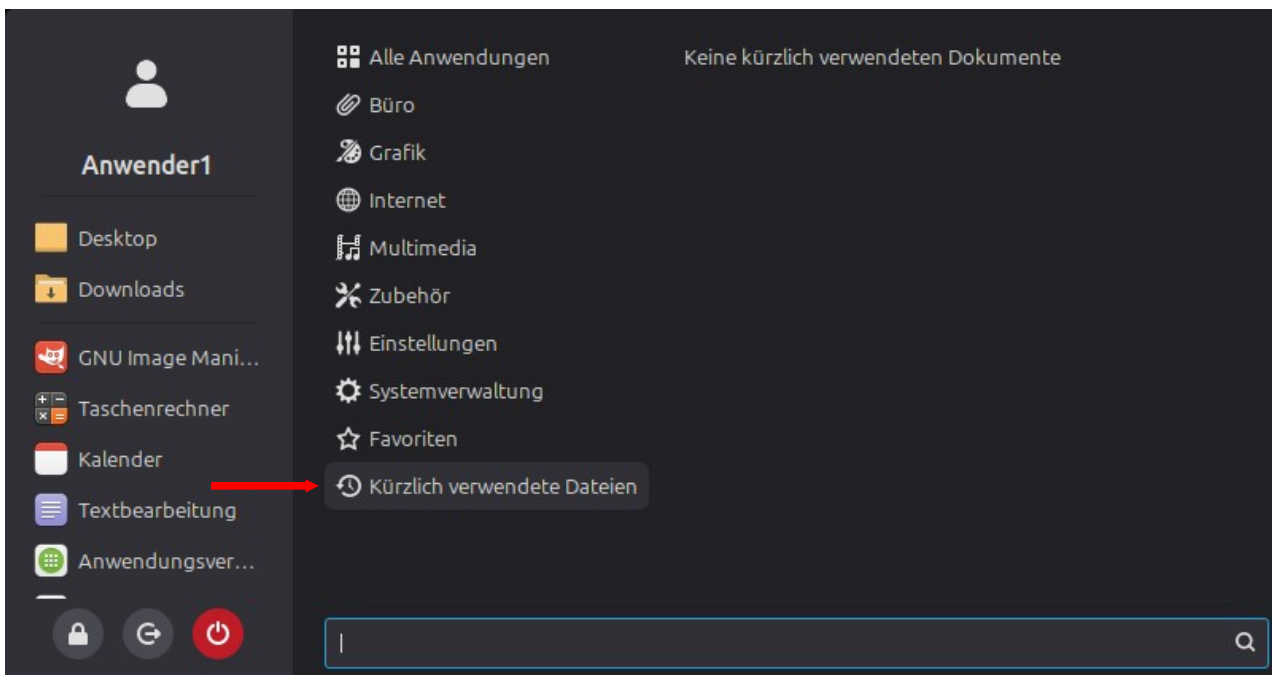 Anwender1
Desktop
Downloads
GNU Image Mani...
Taschenrechner
Kalender
Textbearbeitung
Anwendungsver...
Alle Anwendungen
Büro
Grafik
Internet
Multimedia
Zubehör
Einstellungen
Systemverwaltung
Favoriten
Kürzlich verwendete Dateien
Keine kürzlich verwendeten Dokumente